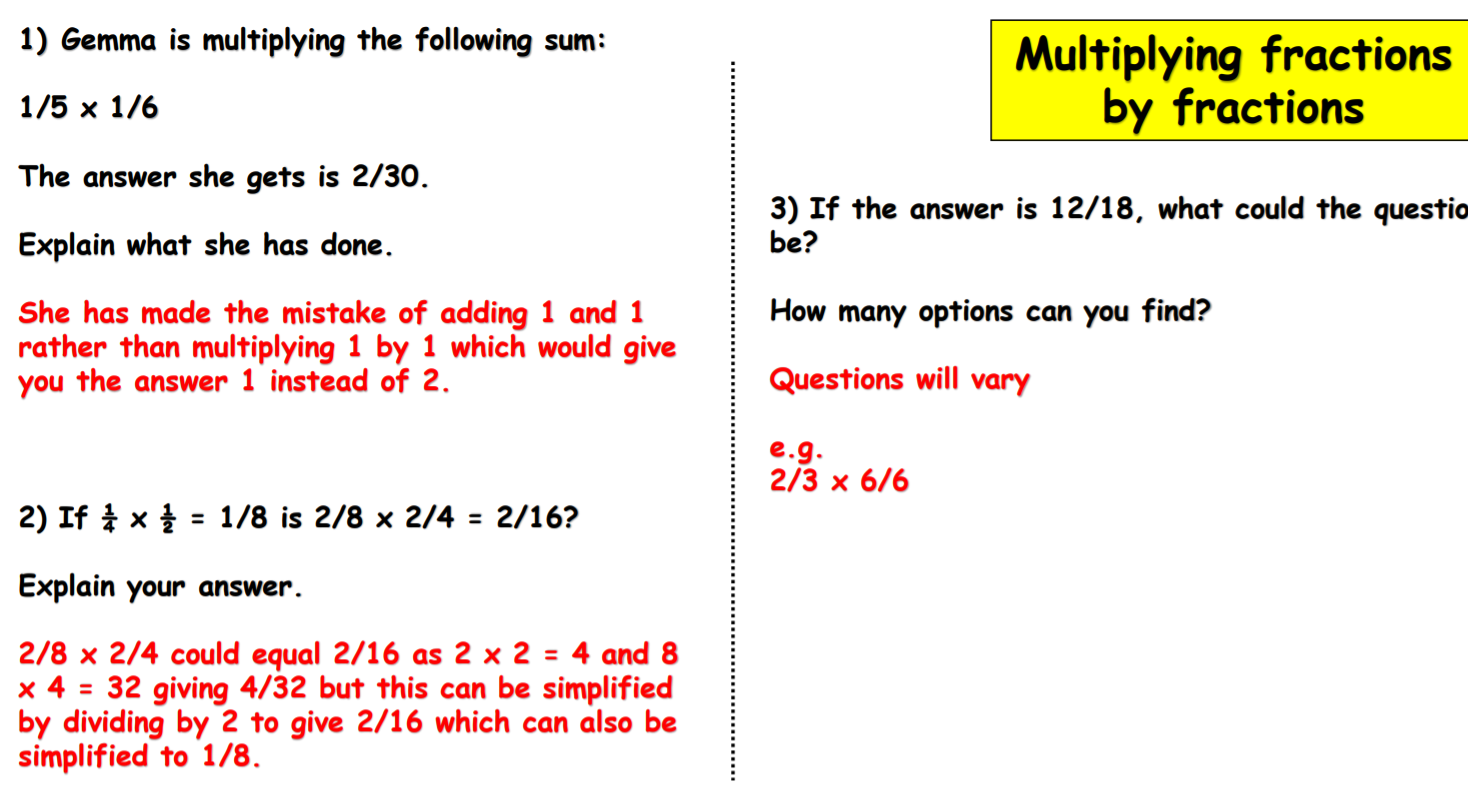 1) Gemma is multiplying the following sum:
1/5 x 1/6
The answer she gets is 2/30.
Explain what she has done.
She has made the mistake of adding 1 and 1
rather than multiplying 1 by 1 which would give
you the answer 1 instead of 2.
2) If ¼ x ½ = 1/8 is 2/8 x 2/4 = 2/16?
Explain your answer.
2/8 x 2/4 could equal 2/16 as 2 x 2 = 4 and 8
x 4 = 32 giving 4/32 but this can be simplified
by dividing by 2 to give 2/16 which can also be
simplified to 1/8.
Multiplying fractions
by fractions
3) If the answer is 12/18, what could the questio
be?
How many options can you find?
Questions will vary
e.g.
2/3 x 6/6